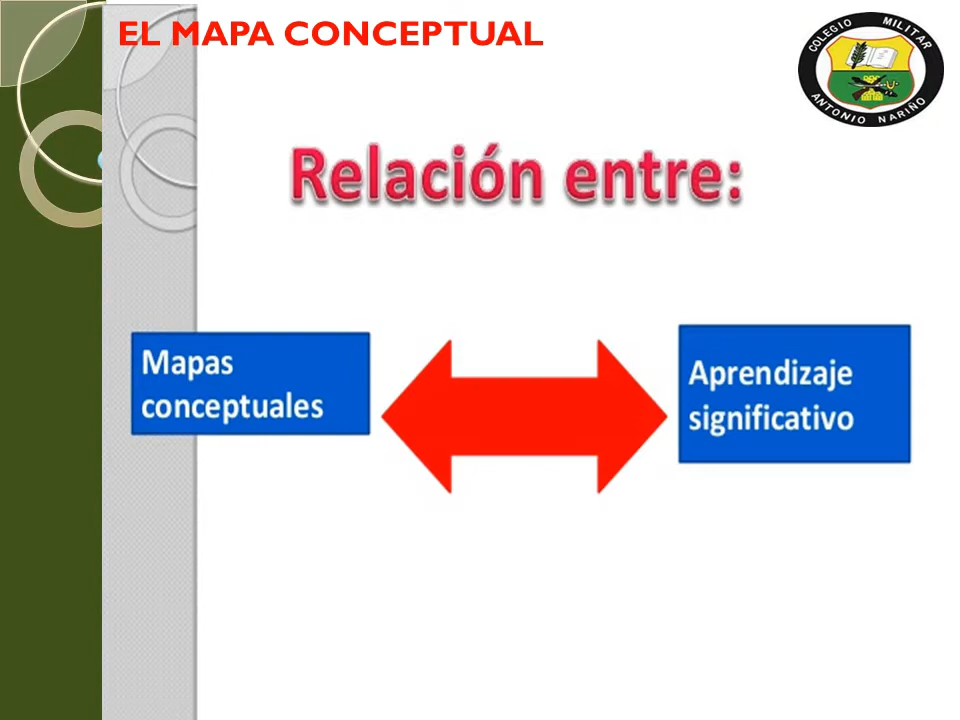 EL MAPA CONCEPTUAL
COLEGIO MILITAR
ANTONIO NARIÑO
Relación entre:
Mapas
conceptuales
Aprendizaje
significativo